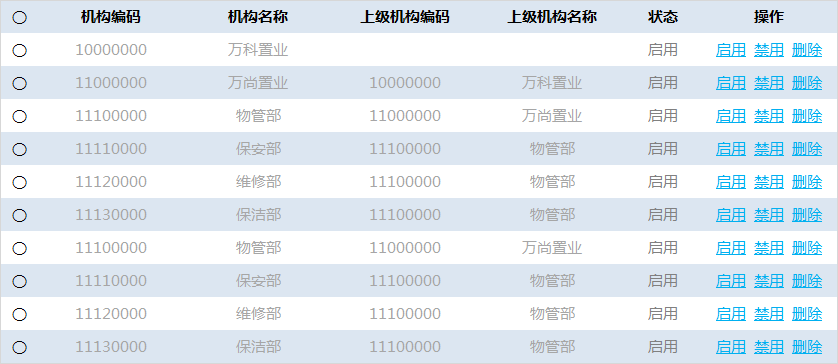 机构编码 机构名称 上级机构编码 上级机构名称 状态 操作
10000000 万科置业 启用 启用 禁用 删除
11000000 万尚置业 10000000 万科置业 启用 启用 禁用 删除
11100000 物管部 11000000 万尚置业 启用 启用 禁用 删除
11110000 保安部 11100000 物管部 启用 启用 禁用 删除
11120000 维修部 11100000 物管部 启用 启用 禁用 删除
11130000 保洁部 11100000 物管部 启用 启用 禁用 删除
11100000 物管部 11000000 万尚置业 启用 启用 禁用 删除
11110000 保安部 11100000 物管部 启用 启用 禁用 删除
11120000 维修部 11100000 物管部 启用 启用 禁用 删除
11130000 保洁部 11100000 物管部 启用 启用 禁用 删除